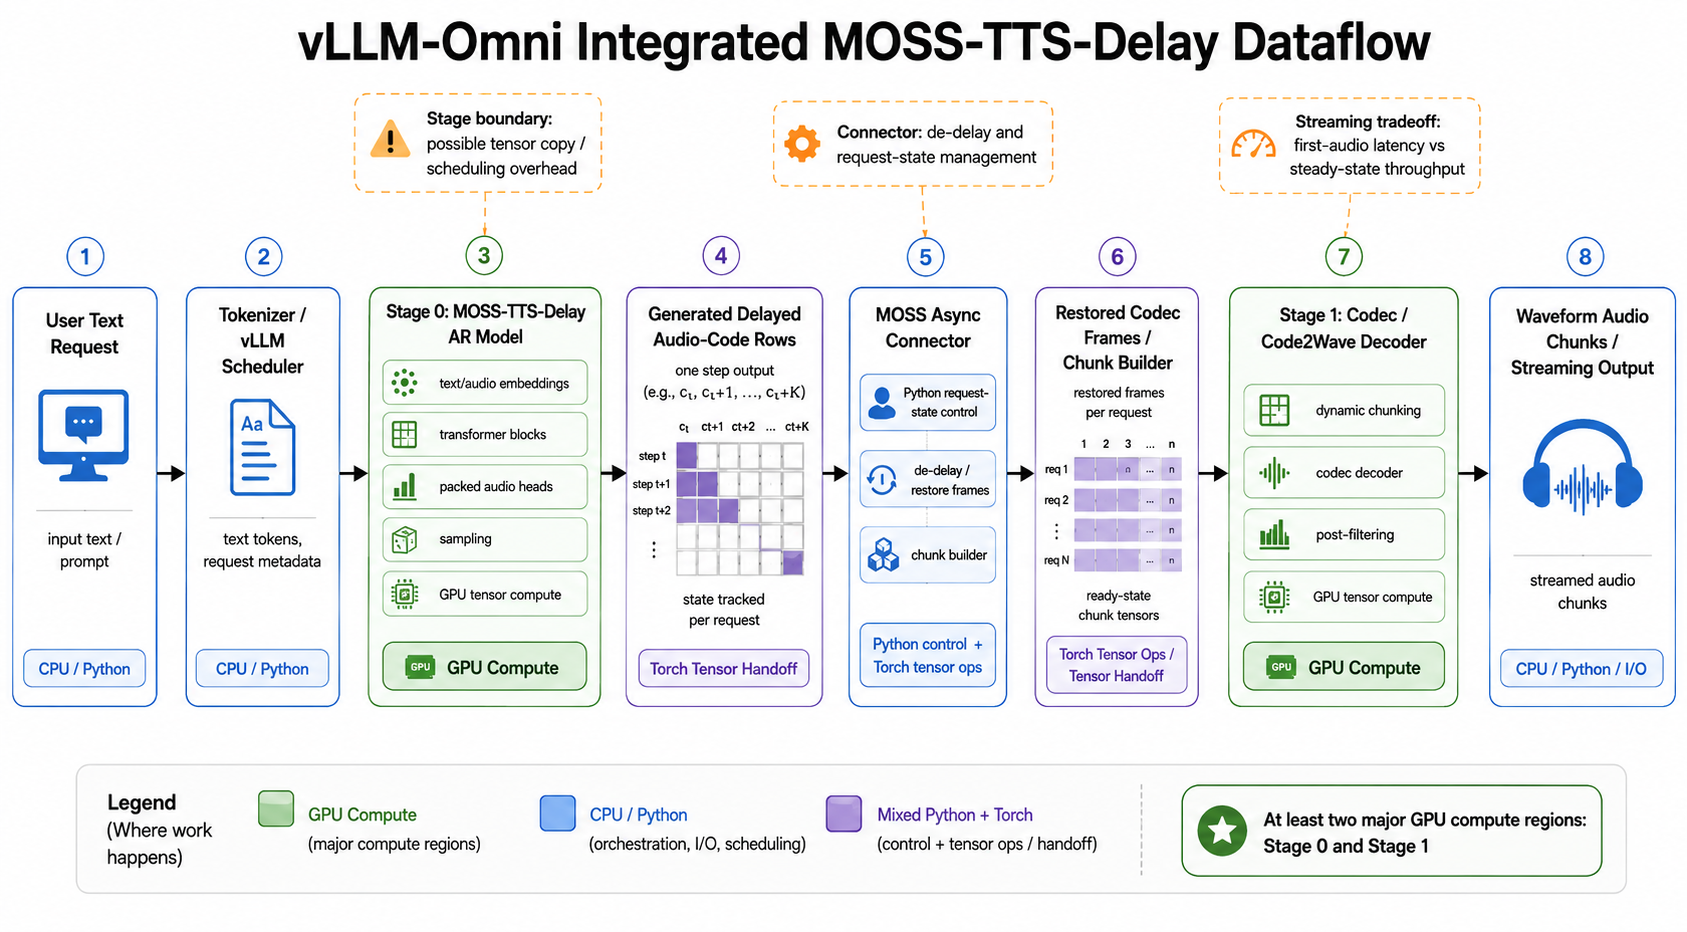 vLLM-Omni Integrated MOSS-TTS-Delay Dataflow
Stage boundary:
possible tensor copy /
scheduling overhead
Connector: de-delay and
request-state management
Streaming tradeoff:
first-audio latency vs
steady-state throughput
1
User Text
Request
input text /
prompt
CPU / Python
2
Tokenizer /
vLLM
Scheduler
Aa
text tokens,
request metadata
CPU / Python
3
Stage 0: MOSS-TTS-Delay
AR Model
text/audio embeddings
transformer blocks
packed audio heads
sampling
GPU tensor compute
GPU
GPU Compute
4
Generated Delayed
Audio-Code Rows
one step output
(e.g., cₜ, cₜ+1, ..., cₜ+K)
cₜ ct+1 ct+2 ... ct+K
step t
step t+1
step t+2
⋮
state tracked
per request
Torch Tensor Handoff
5
MOSS Async
Connector
Python request-
state control
de-delay /
restore frames
chunk builder
Python control +
Torch tensor ops
6
Restored Codec
Frames /
Chunk Builder
restored frames
per request
1 2 3 ... n
req 1 n ... n
req 2 ... n
⋮ ... n
req N ... n
ready-state
chunk tensors
Torch Tensor Ops /
Tensor Handoff
7
Stage 1: Codec /
Code2Wave Decoder
dynamic chunking
codec decoder
post-filtering
GPU tensor compute
GPU
GPU Compute
8
Waveform Audio
Chunks /
Streaming Output
streamed audio
chunks
CPU / Python / I/O
Legend
(Where work
happens)
GPU Compute
(major compute regions)
CPU / Python
(orchestration, I/O, scheduling)
Mixed Python + Torch
(control + tensor ops / handoff)
At least two major GPU compute regions:
Stage 0 and Stage 1